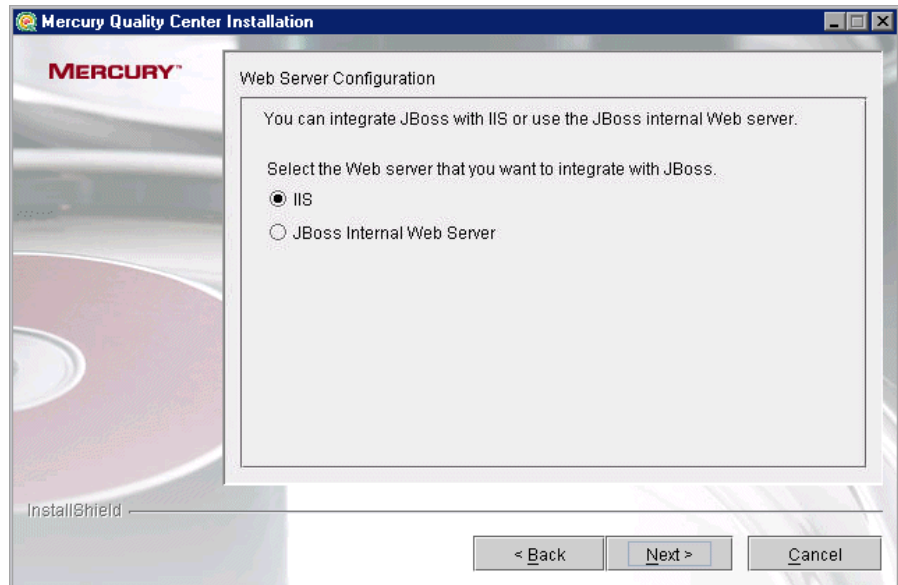 Mercury Quality Center Installation
MERCURY™
Web Server Configuration
You can integrate JBoss with IIS or use the JBoss internal Web server.
Select the Web server that you want to integrate with JBoss.
IIS
JBoss Internal Web Server
InstallShield
< Back
Next >
Cancel